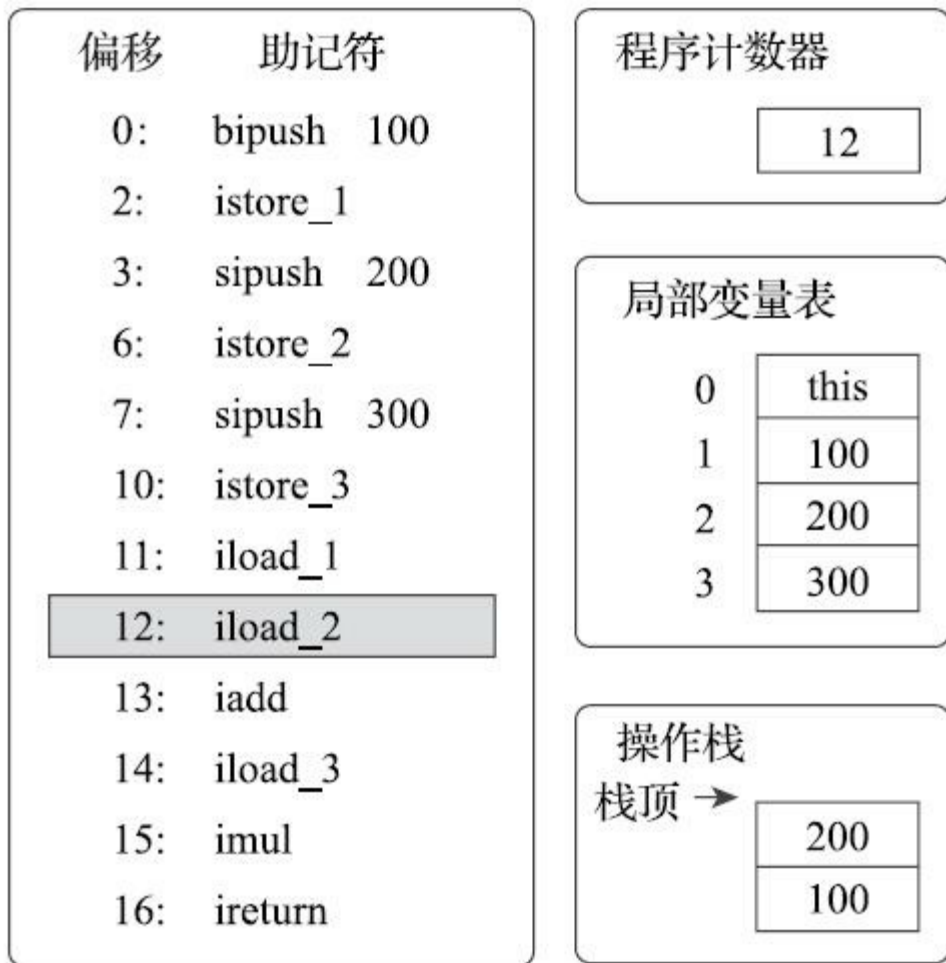 偏移 助记符
0: bipush 100
2: istore_1
3: sipush 200
6: istore_2
7: sipush 300
10: istore_3
11: iload_1
12: iload_2
13: iadd
14: iload_3
15: imul
16: ireturn
程序计数器
12
局部变量表
0 this
1 100
2 200
3 300
操作栈
栈顶
200
100